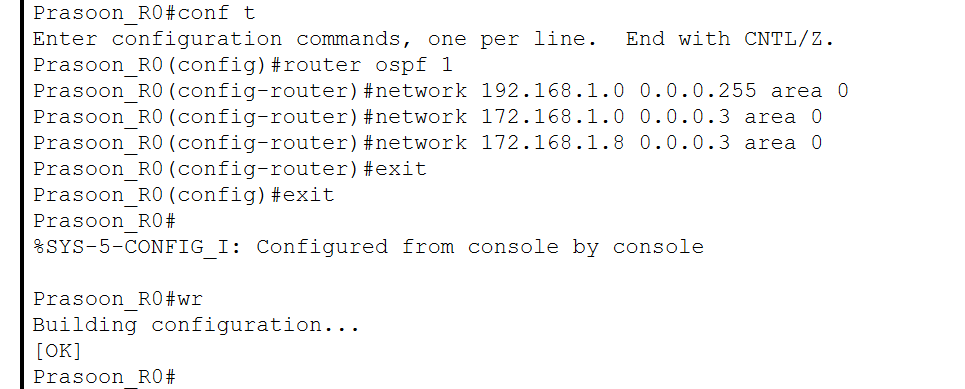 Prasoon_R0#conf t
Enter configuration commands, one per line.  End with CNTL/Z.
Prasoon_R0(config)#router ospf 1
Prasoon_R0(config-router)#network 192.168.1.0 0.0.0.255 area 0
Prasoon_R0(config-router)#network 172.168.1.0 0.0.0.3 area 0
Prasoon_R0(config-router)#network 172.168.1.8 0.0.0.3 area 0
Prasoon_R0(config-router)#exit
Prasoon_R0(config)#exit
Prasoon_R0#
%SYS-5-CONFIG_I: Configured from console by console
Prasoon_R0#wr
Building configuration...
[OK]
Prasoon_R0#